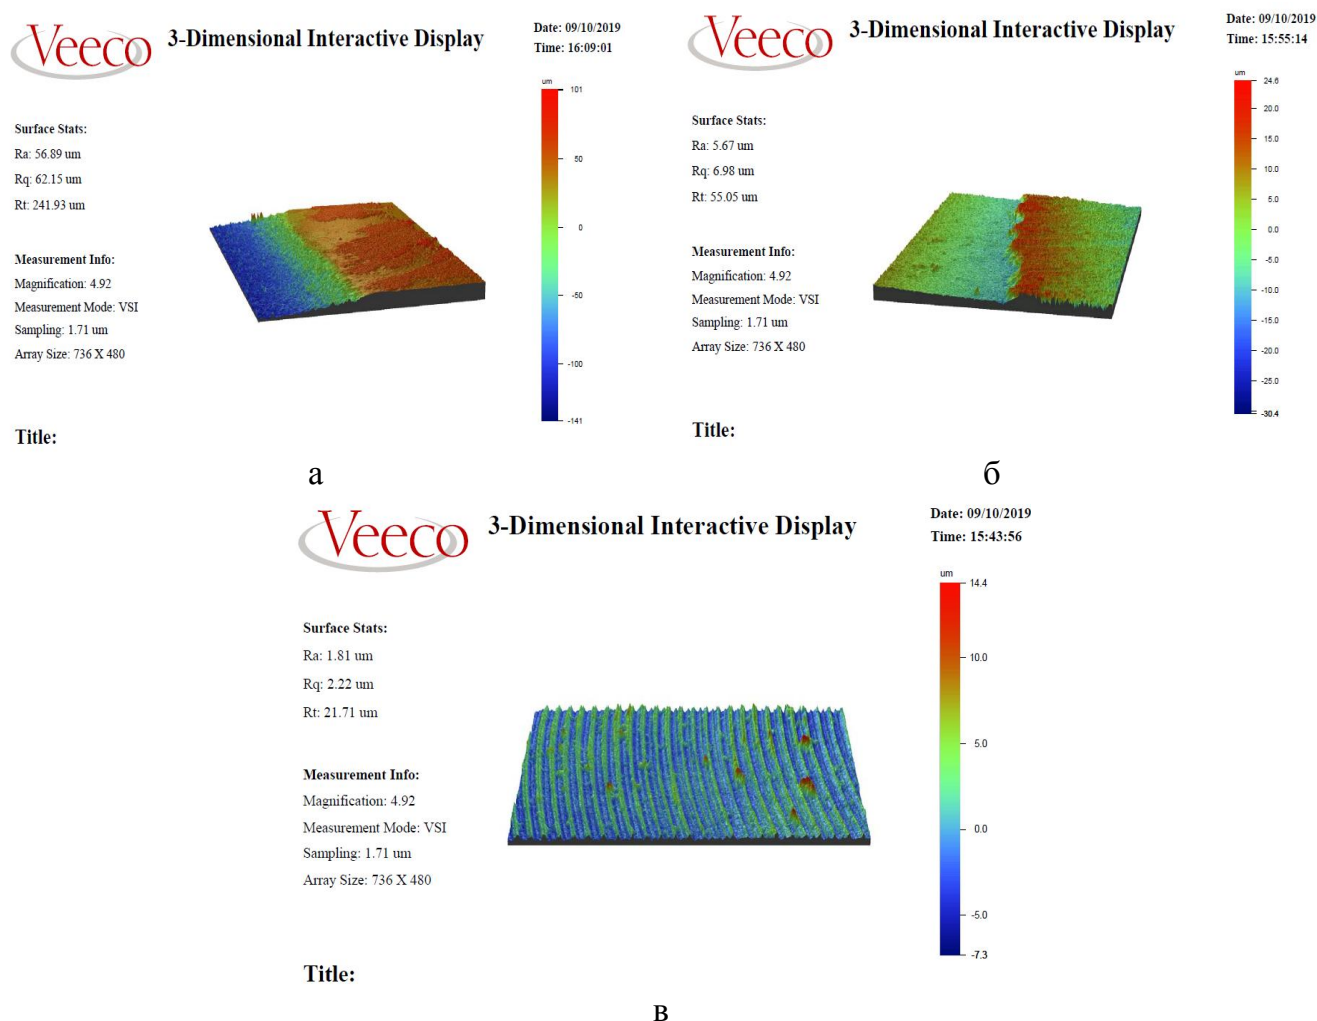 Veeco
3-Dimensional Interactive Display
Date: 09/10/2019
Time: 16:09:01
um
101
50
0
-50
-100
-141
Surface Stats:
Ra: 56.89 um
Rq: 62.15 um
Rt: 241.93 um
Measurement Info:
Magnification: 4.92
Measurement Mode: VSI
Sampling: 1.71 um
Array Size: 736 X 480
Title:
а
Veeco
3-Dimensional Interactive Display
Date: 09/10/2019
Time: 15:55:14
um
24.6
20.0
15.0
10.0
5.0
0.0
-5.0
-10.0
-15.0
-20.0
-25.0
-30.4
Surface Stats:
Ra: 5.67 um
Rq: 6.98 um
Rt: 55.05 um
Measurement Info:
Magnification: 4.92
Measurement Mode: VSI
Sampling: 1.71 um
Array Size: 736 X 480
Title:
б
Veeco
3-Dimensional Interactive Display
Date: 09/10/2019
Time: 15:43:56
um
14.4
10.0
5.0
0.0
-5.0
-7.3
Surface Stats:
Ra: 1.81 um
Rq: 2.22 um
Rt: 21.71 um
Measurement Info:
Magnification: 4.92
Measurement Mode: VSI
Sampling: 1.71 um
Array Size: 736 X 480
Title:
в